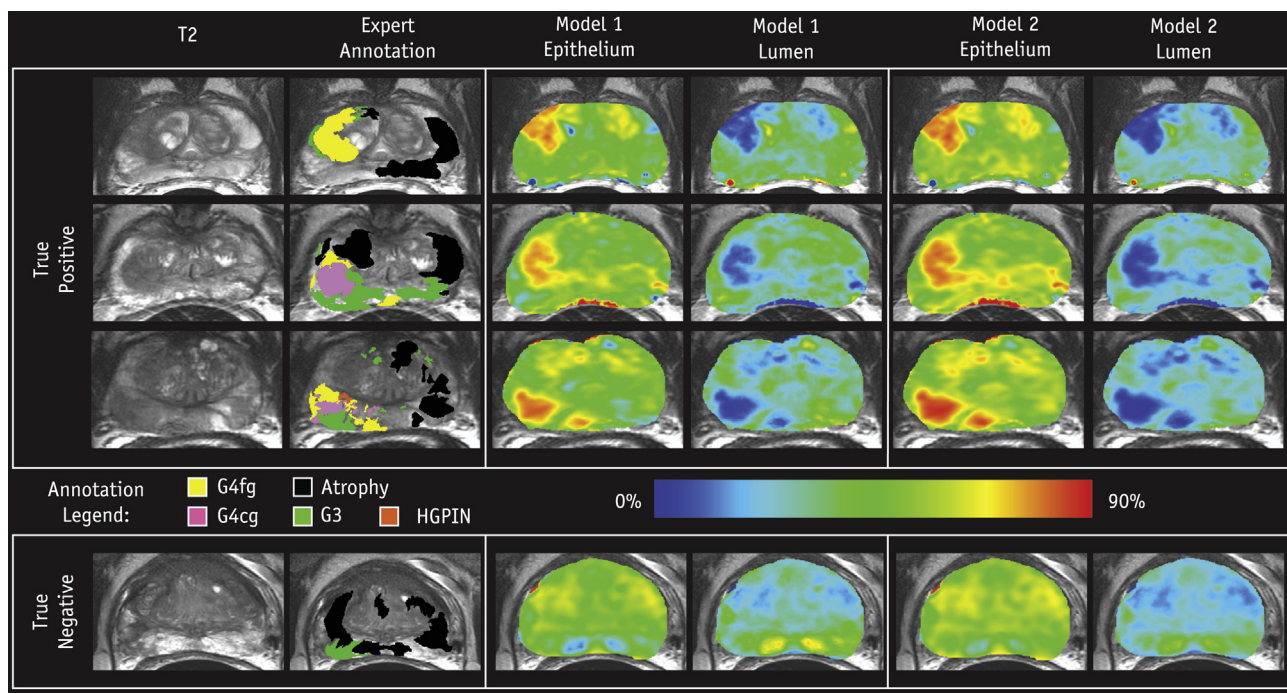 T2
Expert
Annotation
Model 1
Epithelium
Model 1
Lumen
Model 2
Epithelium
Model 2
Lumen
True
Positive
Annotation
Legend:
G4fg
Atrophy
G4cg
G3
HGPIN
0%
90%
True
Negative